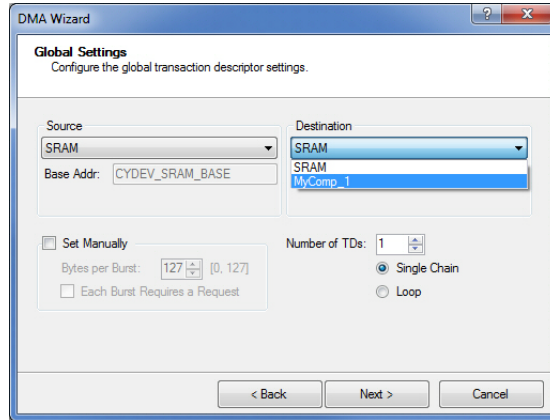 DMA Wizard
Global Settings
Configure the global transaction descriptor settings.
Source
SRAM
Base Addr: CYDEV_SRAM_BASE
Destination
SRAM
SRAM
MyComp_1
Set Manually
Bytes per Burst: 127 [0, 127]
Each Burst Requires a Request
Number of TDs: 1
Single Chain
Loop
< Back Next > Cancel